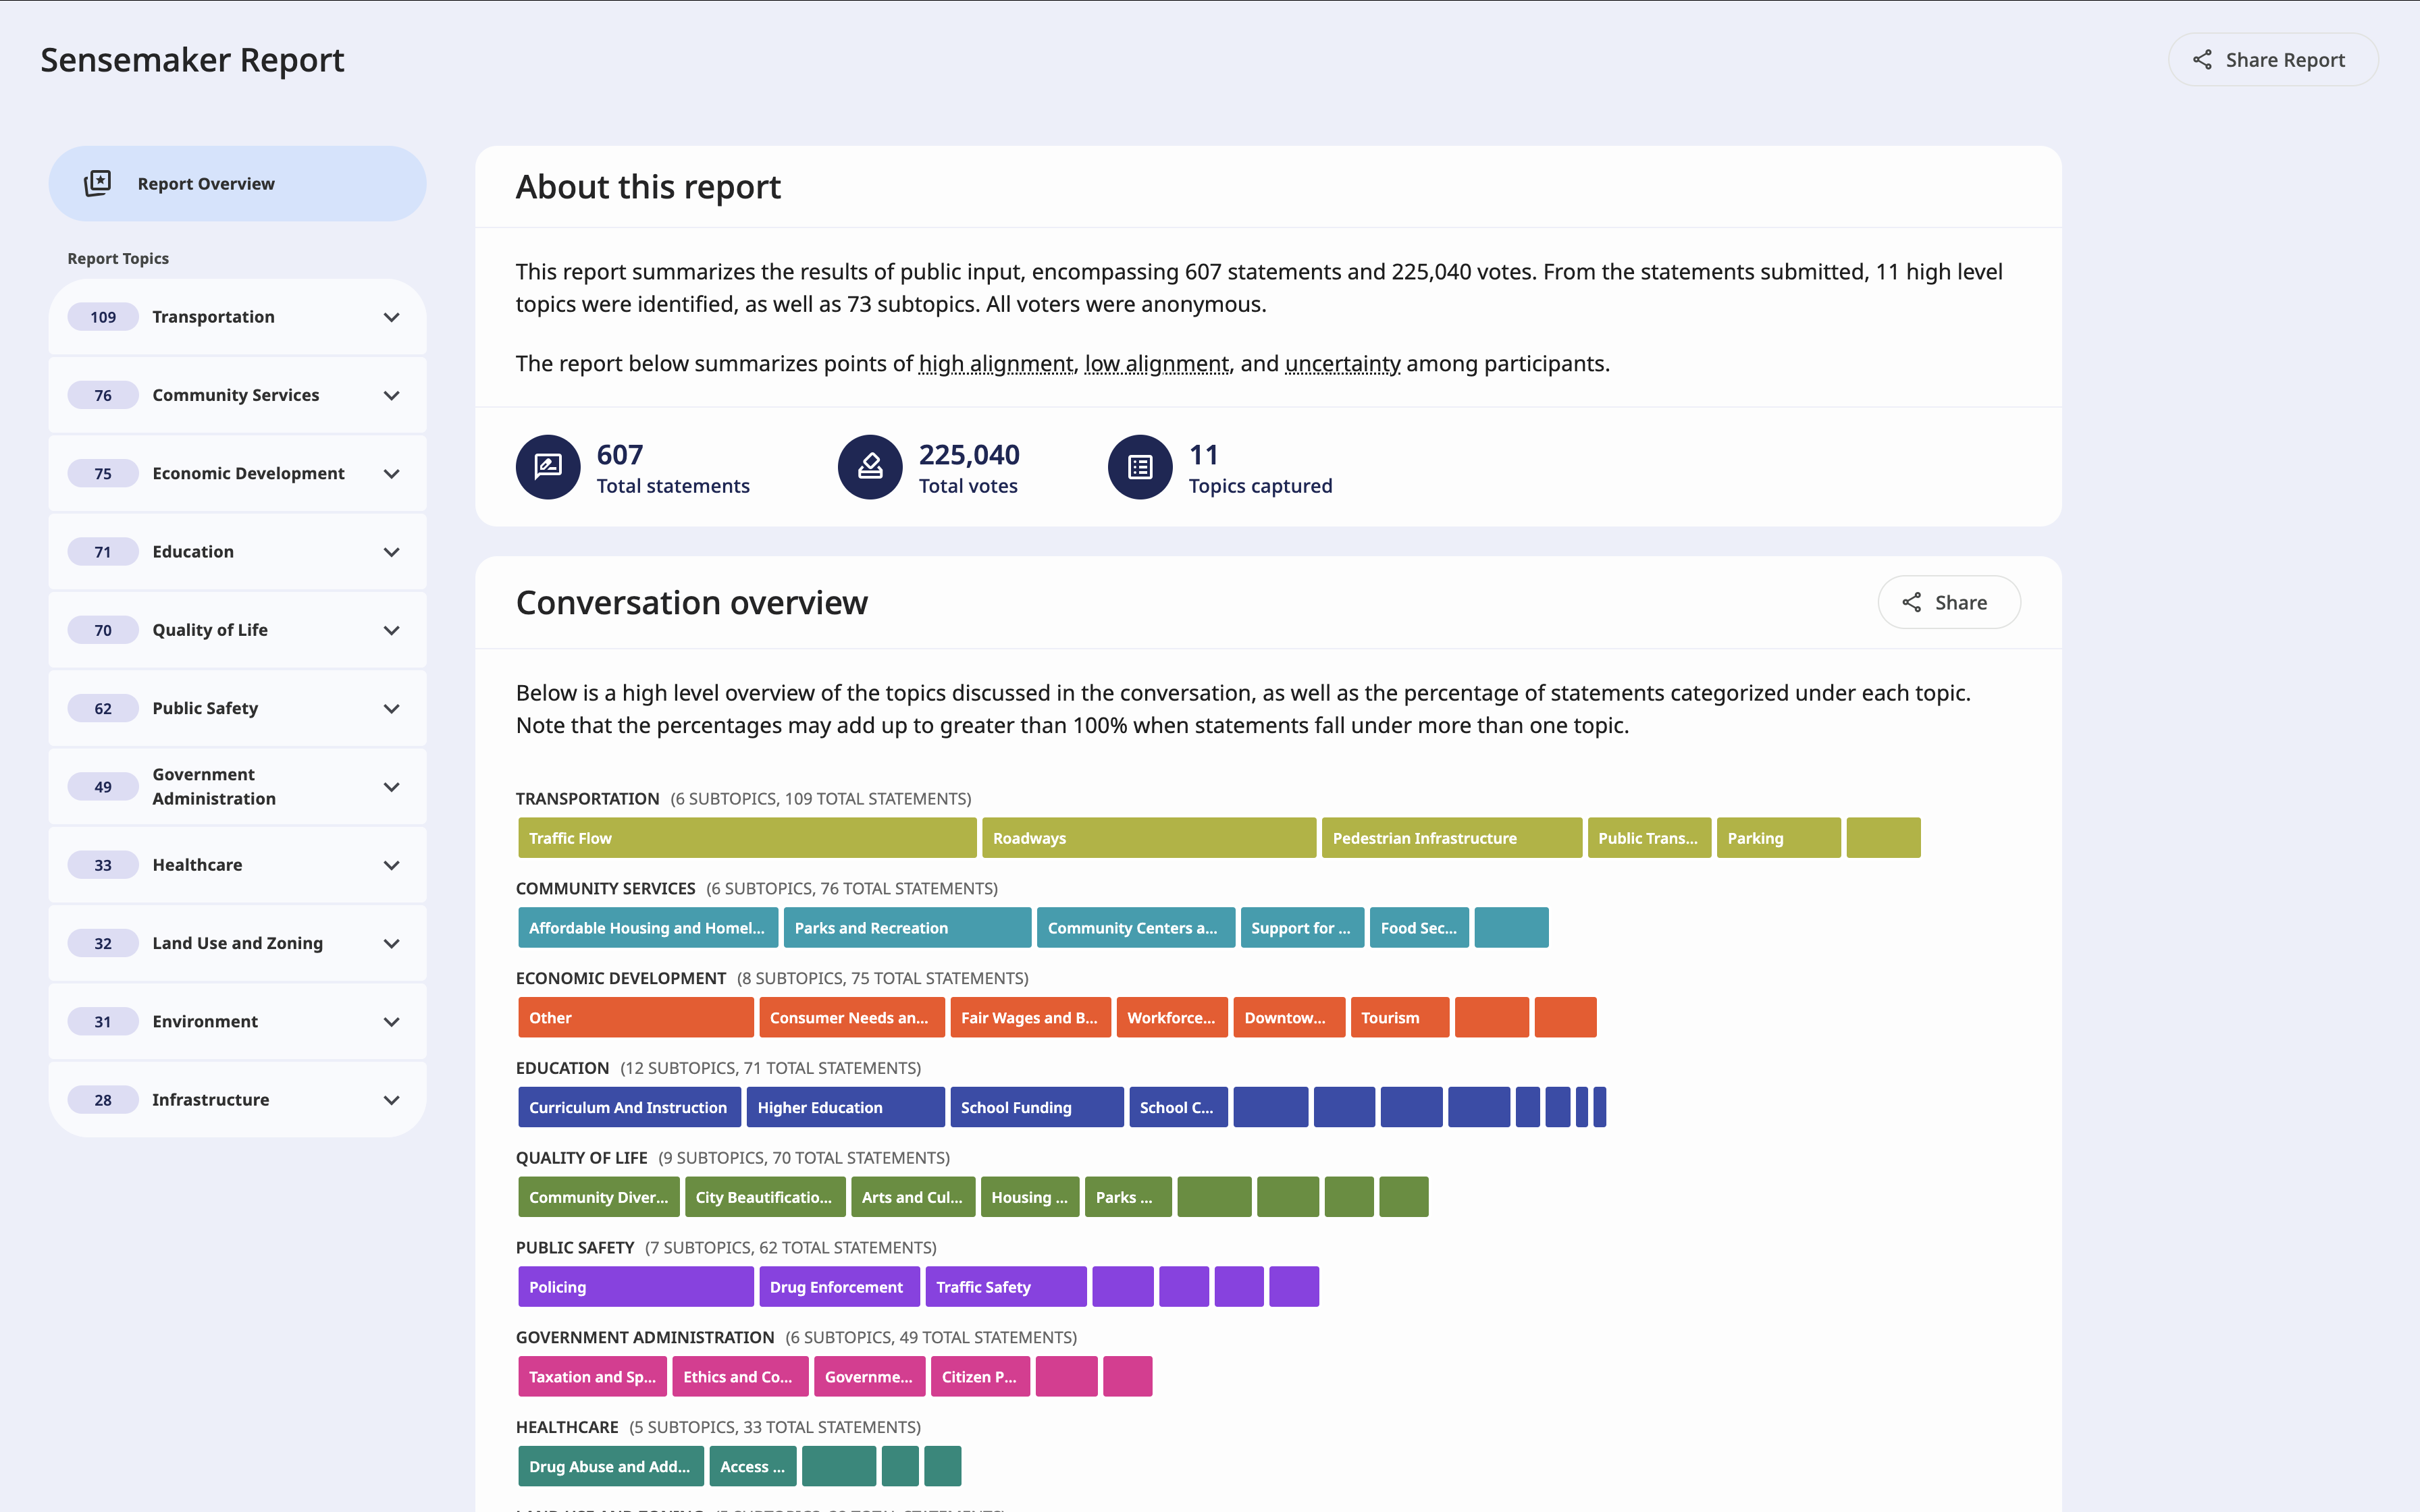 Sensemaker Report
Share Report
Report Overview
Report Topics
109 Transportation
76 Community Services
75 Economic Development
71 Education
70 Quality of Life
62 Public Safety
49 Government
Administration
33 Healthcare
32 Land Use and Zoning
31 Environment
28 Infrastructure
About this report
This report summarizes the results of public input, encompassing 607 statements and 225,040 votes. From the statements submitted, 11 high level
topics were identified, as well as 73 subtopics. All voters were anonymous.
The report below summarizes points of high alignment, low alignment, and uncertainty among participants.
607
Total statements
225,040
Total votes
11
Topics captured
Conversation overview
Share
Below is a high level overview of the topics discussed in the conversation, as well as the percentage of statements categorized under each topic.
Note that the percentages may add up to greater than 100% when statements fall under more than one topic.
TRANSPORTATION (6 SUBTOPICS, 109 TOTAL STATEMENTS)
Traffic Flow Roadways Pedestrian Infrastructure Public Trans... Parking
COMMUNITY SERVICES (6 SUBTOPICS, 76 TOTAL STATEMENTS)
Affordable Housing and Homel... Parks and Recreation Community Centers a... Support for ... Food Sec...
ECONOMIC DEVELOPMENT (8 SUBTOPICS, 75 TOTAL STATEMENTS)
Other Consumer Needs an... Fair Wages and B... Workforce... Downtow... Tourism
EDUCATION (12 SUBTOPICS, 71 TOTAL STATEMENTS)
Curriculum And Instruction Higher Education School Funding School C...
QUALITY OF LIFE (9 SUBTOPICS, 70 TOTAL STATEMENTS)
Community Diver... City Beautificatio... Arts and Cul... Housing ... Parks ...
PUBLIC SAFETY (7 SUBTOPICS, 62 TOTAL STATEMENTS)
Policing Drug Enforcement Traffic Safety
GOVERNMENT ADMINISTRATION (6 SUBTOPICS, 49 TOTAL STATEMENTS)
Taxation and Sp... Ethics and Co... Governme... Citizen P...
HEALTHCARE (5 SUBTOPICS, 33 TOTAL STATEMENTS)
Drug Abuse and Add... Access ...